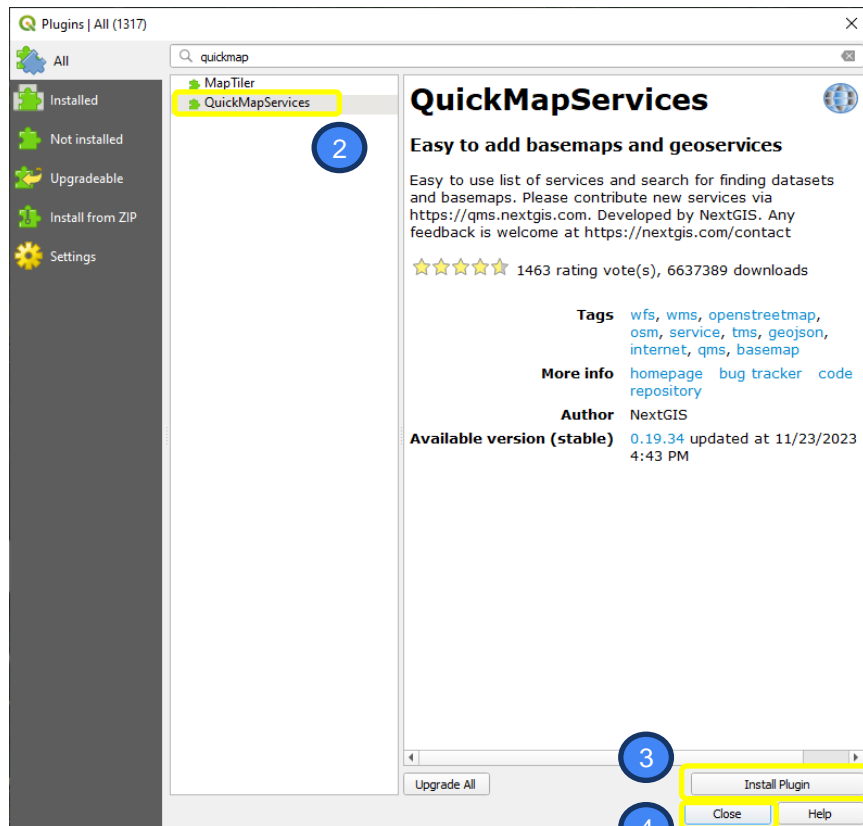 Plugins | All (1317)
All
Installed
Not installed
Upgradeable
Install from ZIP
Settings
quickmap
MapTiler
QuickMapServices
2
QuickMapServices
Easy to add basemaps and geoservices
Easy to use list of services and search for finding datasets
and basemaps. Please contribute new services via
https://qms.nextgis.com. Developed by NextGIS. Any
feedback is welcome at https://nextgis.com/contact
1463 rating vote(s), 6637389 downloads
Tags wfs, wms, openstreetmap,
osm, service, tms, geojson,
internet, qms, basemap
More info homepage bug tracker code
repository
Author NextGIS
Available version (stable) 0.19.34 updated at 11/23/2023
4:43 PM
3
Upgrade All Install Plugin
4 Close Help